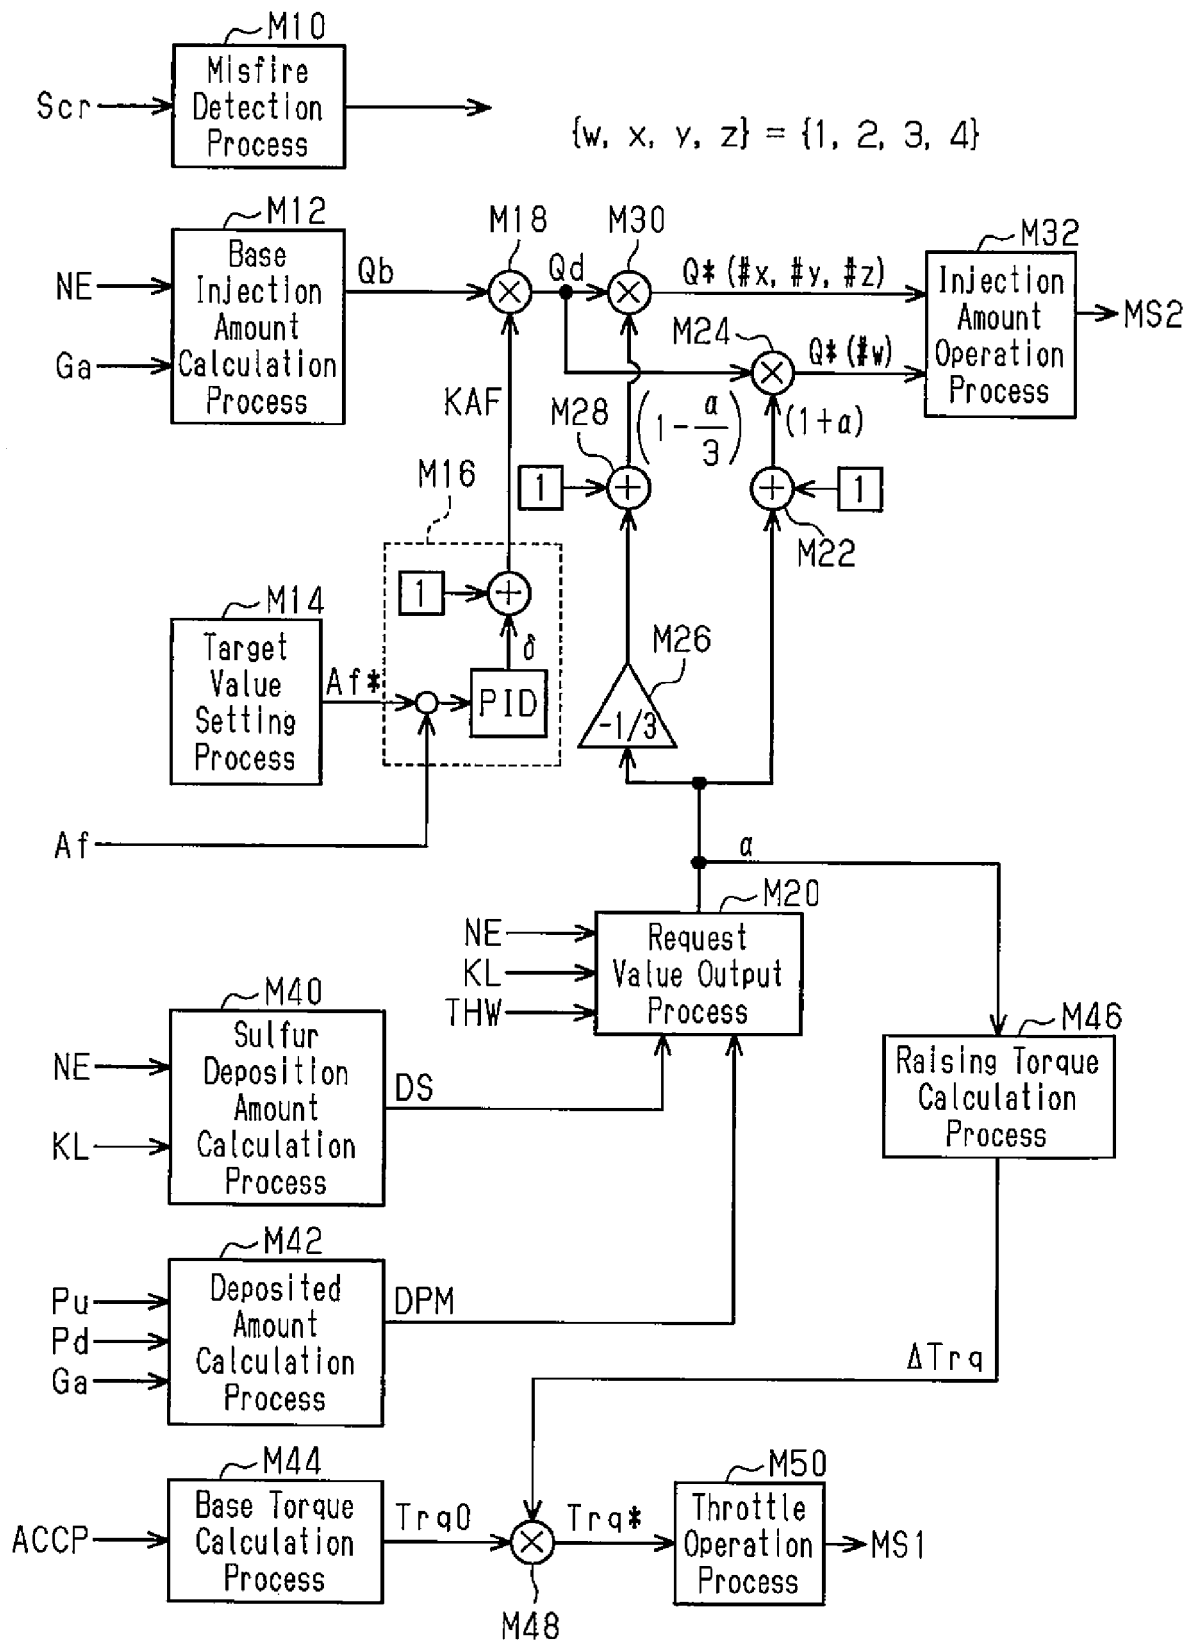 M10
Misfire
Detection
Process
Scr
{w, x, y, z} = {1, 2, 3, 4}
M12
Base
Injection
Amount
Calculation
Process
NE
Ga
Qb
M18
Qd
M30
Q* (#x, #y, #z)
M32
Injection
Amount
Operation
Process
MS2
M24
Q* (#w)
KAF
M28
(1-α/3)
(1+α)
M16
1
1
M22
1
M14
Target
Value
Setting
Process
Af*
δ
PID
M26
-1/3
Af
α
M20
Request
Value Output
Process
NE
KL
THW
M40
Sulfur
Deposition
Amount
Calculation
Process
NE
KL
DS
M46
Raising Torque
Calculation
Process
M42
Deposited
Amount
Calculation
Process
Pu
Pd
Ga
DPM
ΔTrq
M44
Base Torque
Calculation
Process
ACCP
Trq0
M48
Trq*
M50
Throttle
Operation
Process
MS1